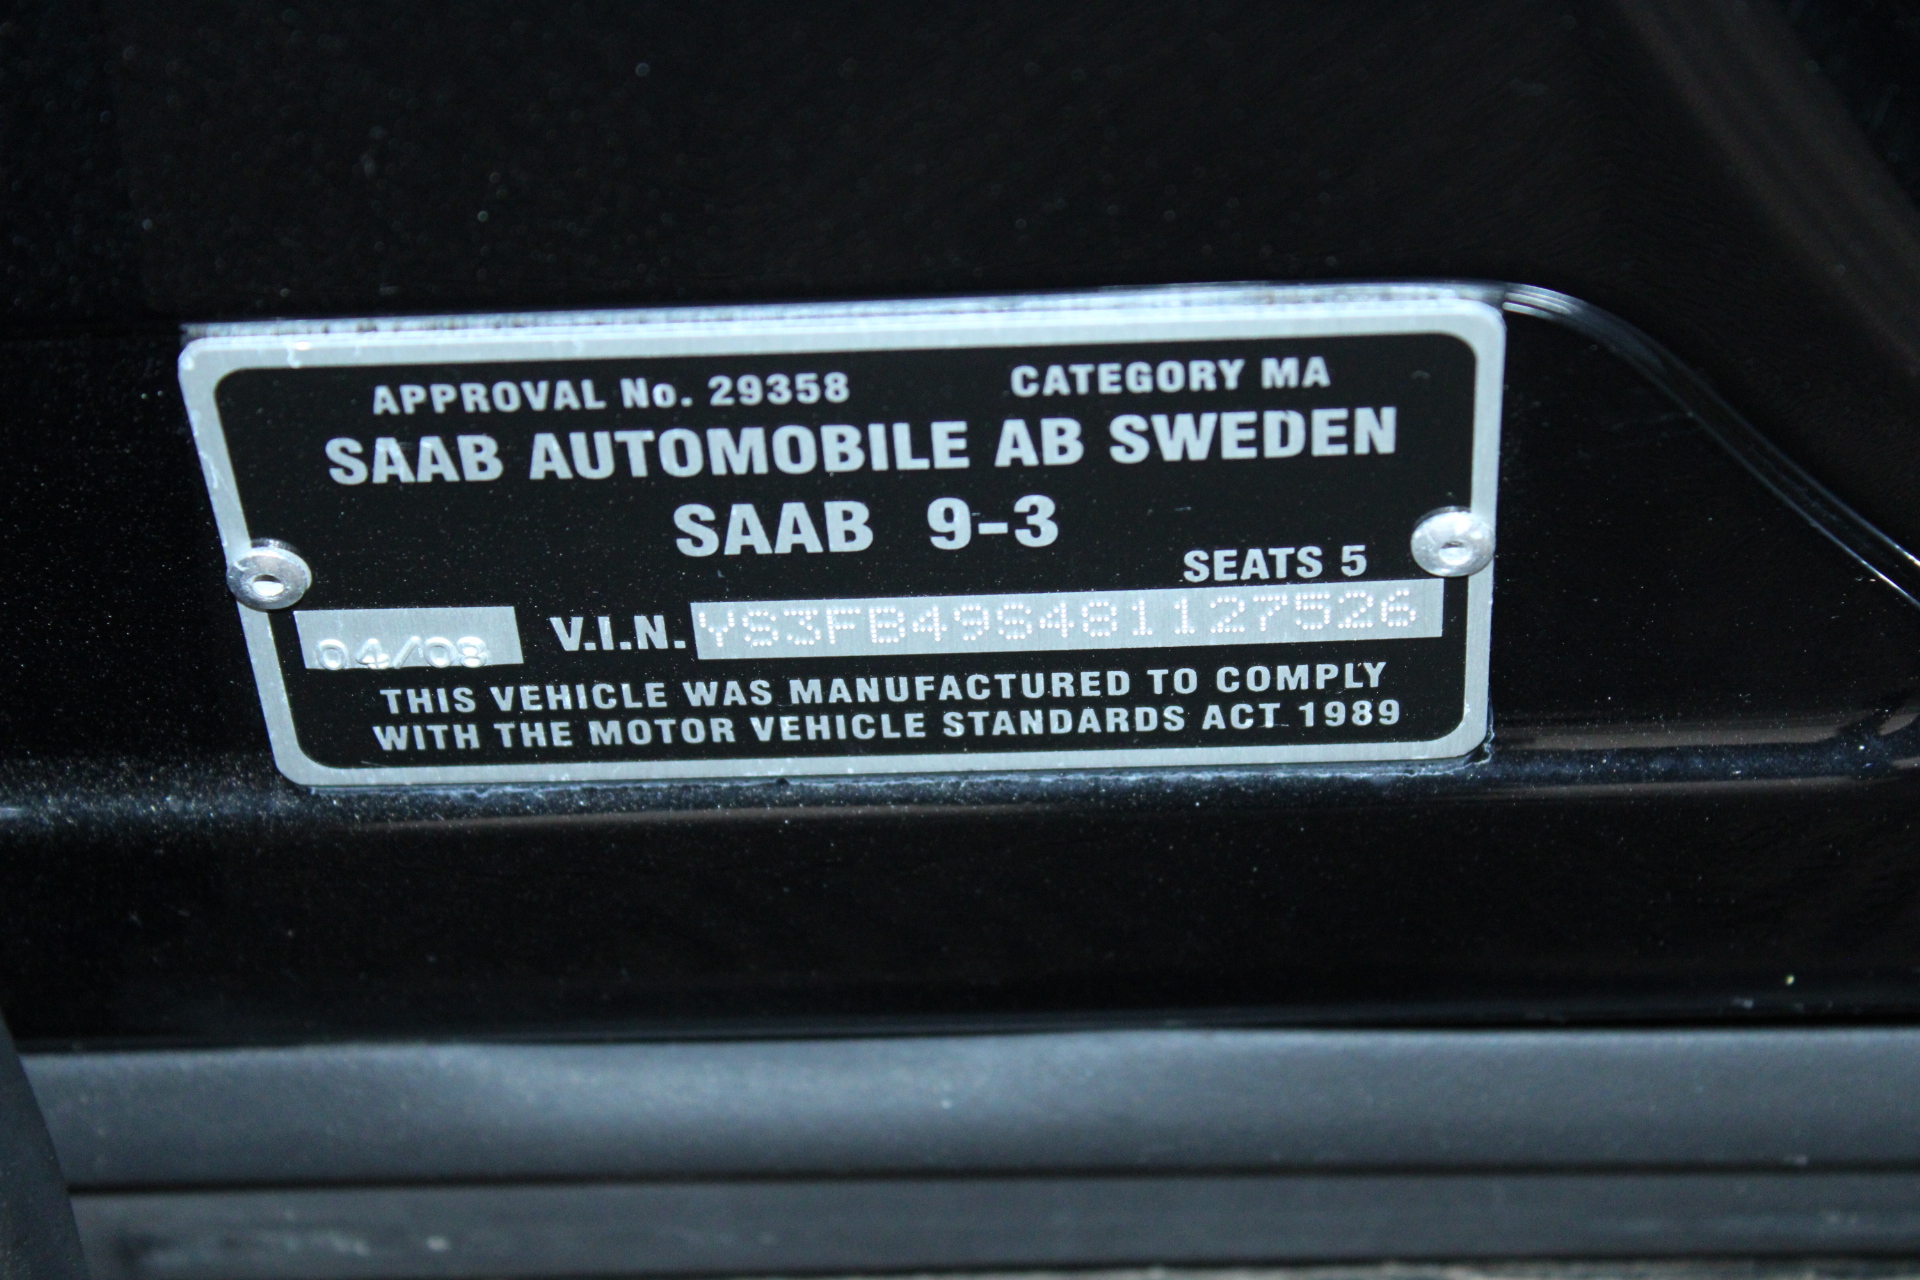 APPROVAL No. 29358 CATEGORY MA
SAAB AUTOMOBILE AB SWEDEN
SAAB 9-3
SEATS 5
04/08 V.I.N. YS3FB49S481127526
THIS VEHICLE WAS MANUFACTURED TO COMPLY
WITH THE MOTOR VEHICLE STANDARDS ACT 1989